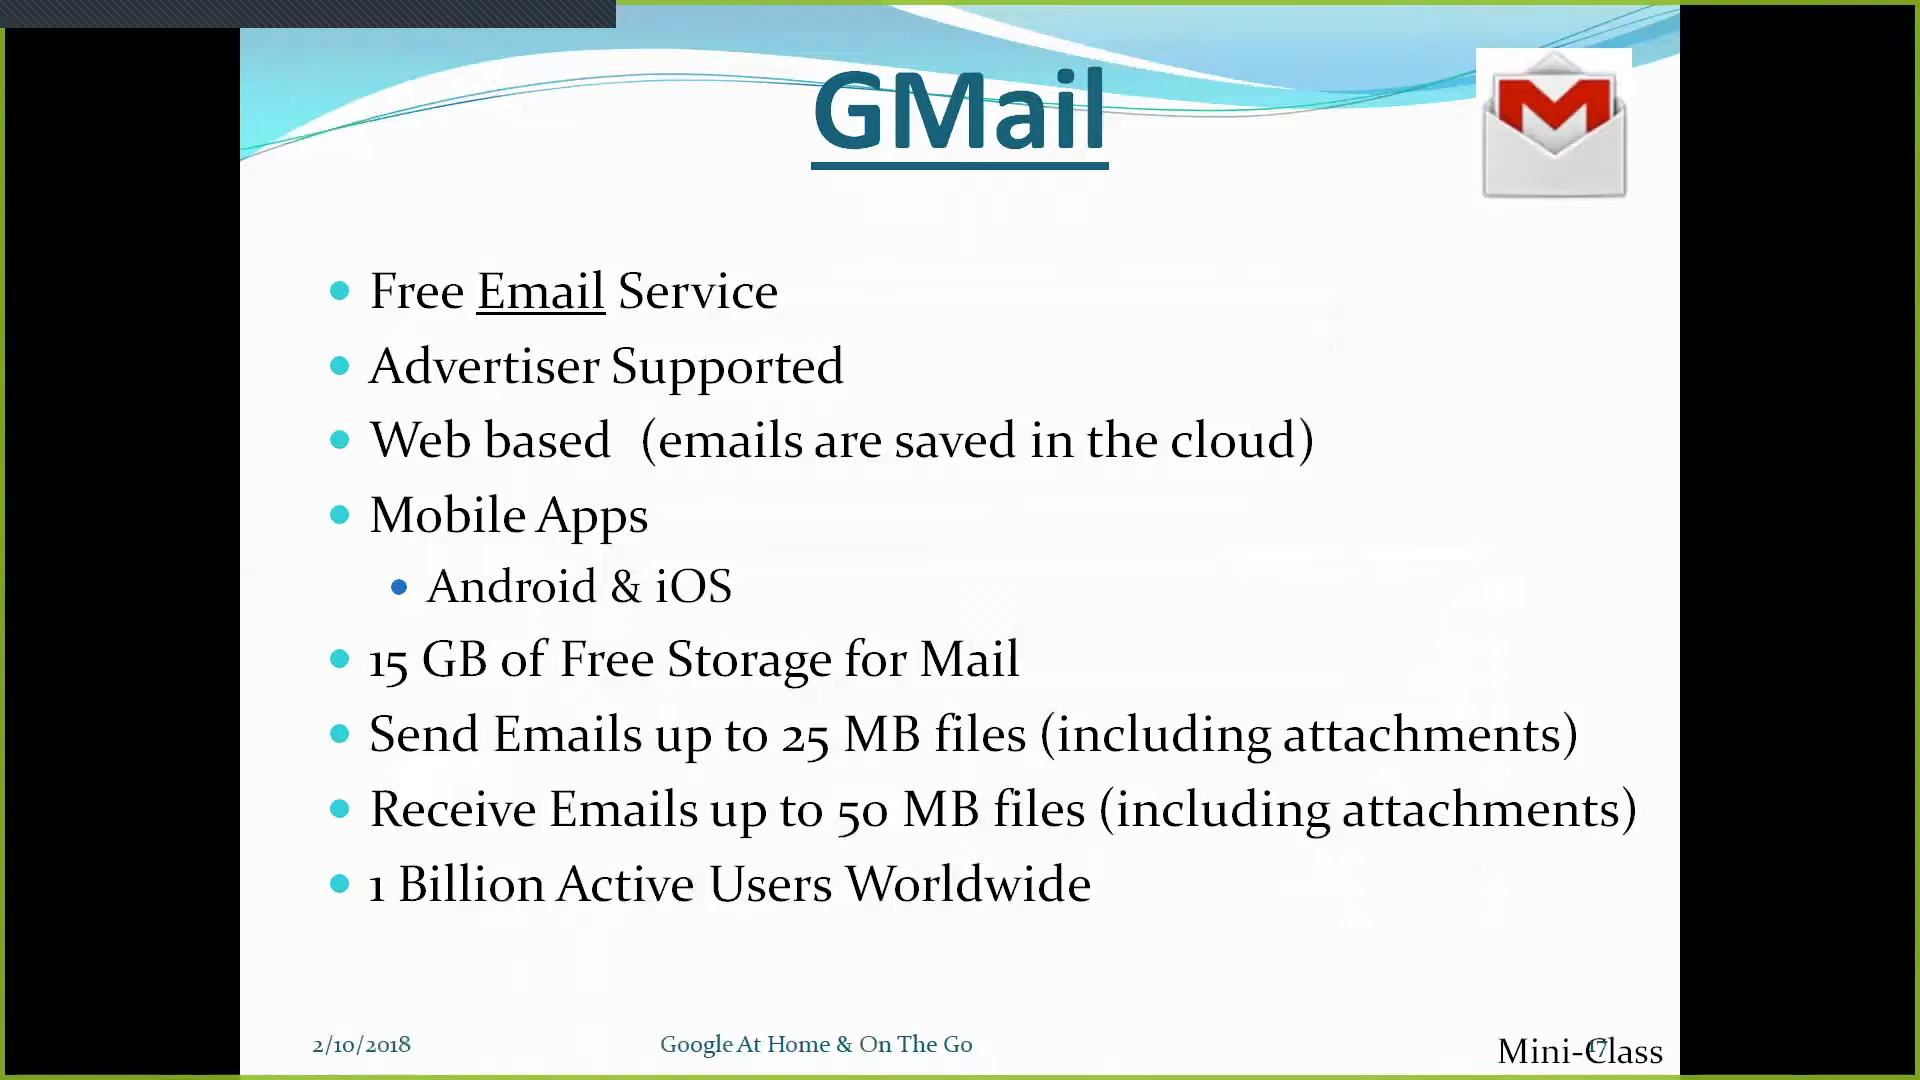 GMail
Free Email Service
Advertiser Supported
Web based (emails are saved in the cloud)
Mobile Apps
Android & iOS
15 GB of Free Storage for Mail
Send Emails up to 25 MB files (including attachments)
Receive Emails up to 50 MB files (including attachments)
1 Billion Active Users Worldwide
2/10/2018
Google At Home & On The Go
Mini-Class
17